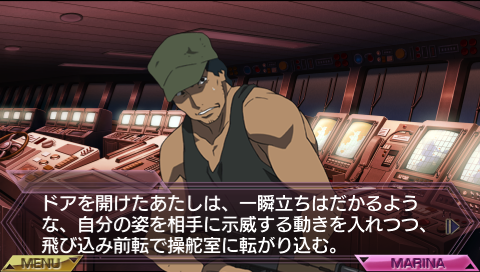 ドアを開けたあたしは、一瞬立ちはだかるよう
な、自分の姿を相手に示威する動きを入れつつ、
飛び込み前転で操舵室に転がり込む。
MENU
MARINA